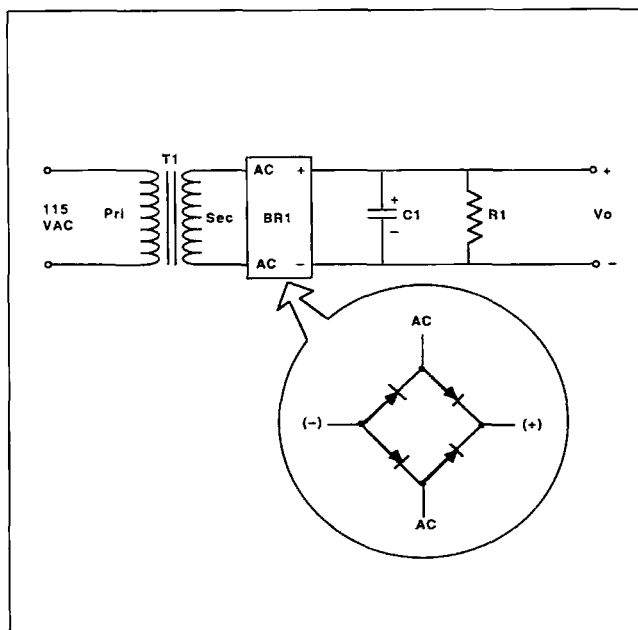 T1
115
VAC
Pri
Sec
AC +
BR1
AC −
+
C1
−
R1
+
Vo
−
AC
(−)
(+)
AC